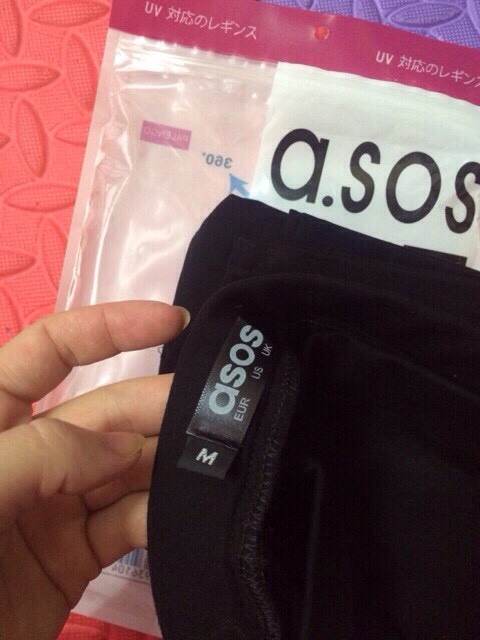 UV 対応のレギンス
UV 対応のレギンス
PALENCIO
360°
a.sos
asos
EUR US UK
M